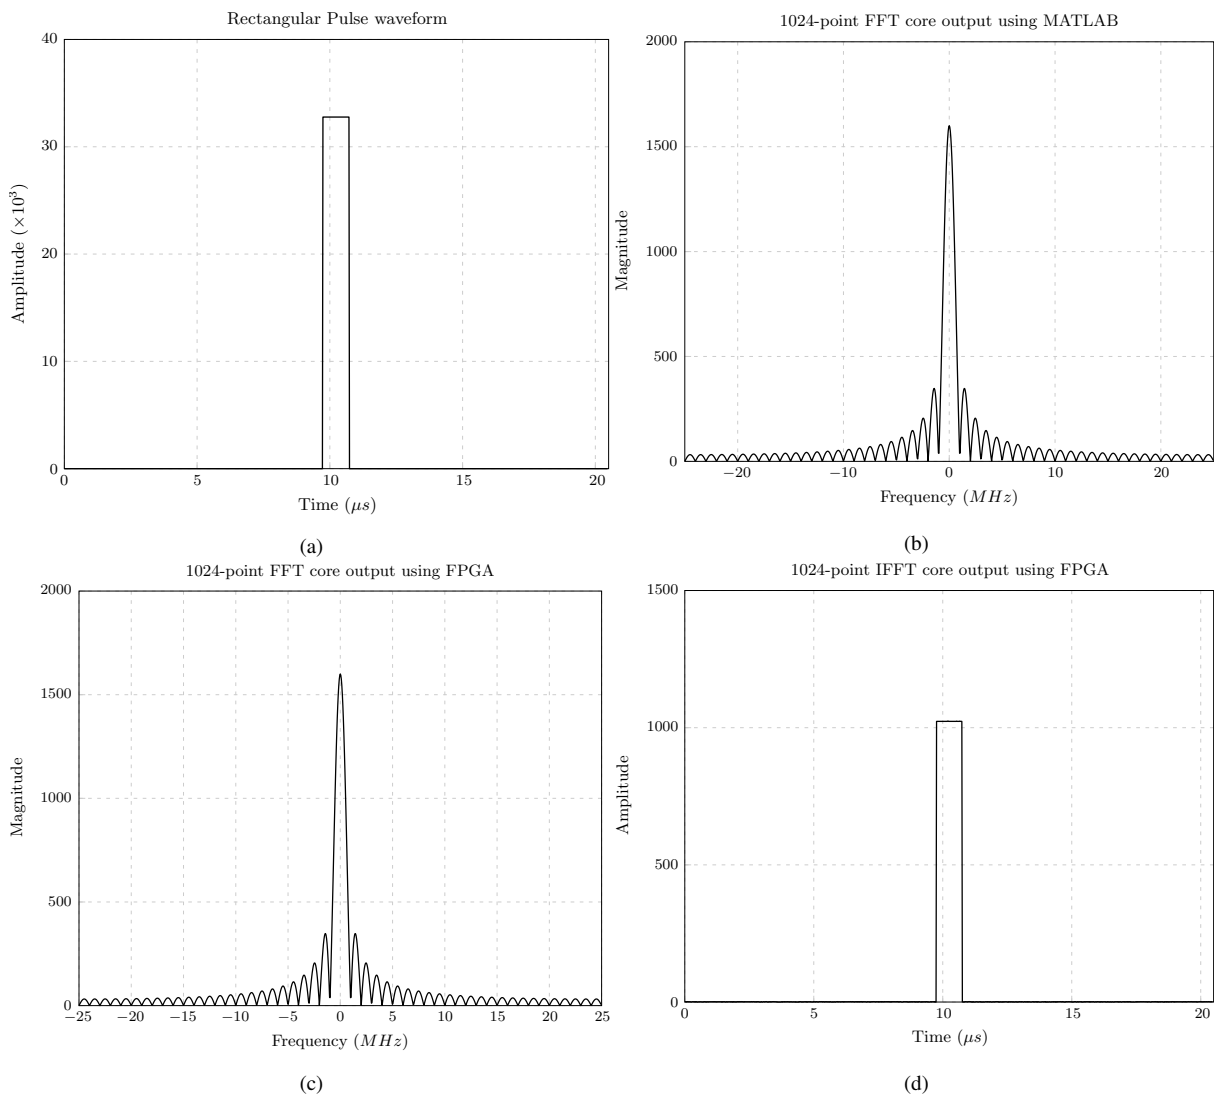 Rectangular Pulse waveform
40
30
20
10
0
Amplitude (×10³)
0 5 10 15 20
Time (μs)
(a)
1024-point FFT core output using MATLAB
2000
1500
1000
500
0
Magnitude
−20 −10 0 10 20
Frequency (MHz)
(b)
1024-point FFT core output using FPGA
2000
1500
1000
500
0
Magnitude
−25 −20 −15 −10 −5 0 5 10 15 20 25
Frequency (MHz)
(c)
1024-point IFFT core output using FPGA
1500
1000
500
0
Amplitude
0 5 10 15 20
Time (μs)
(d)